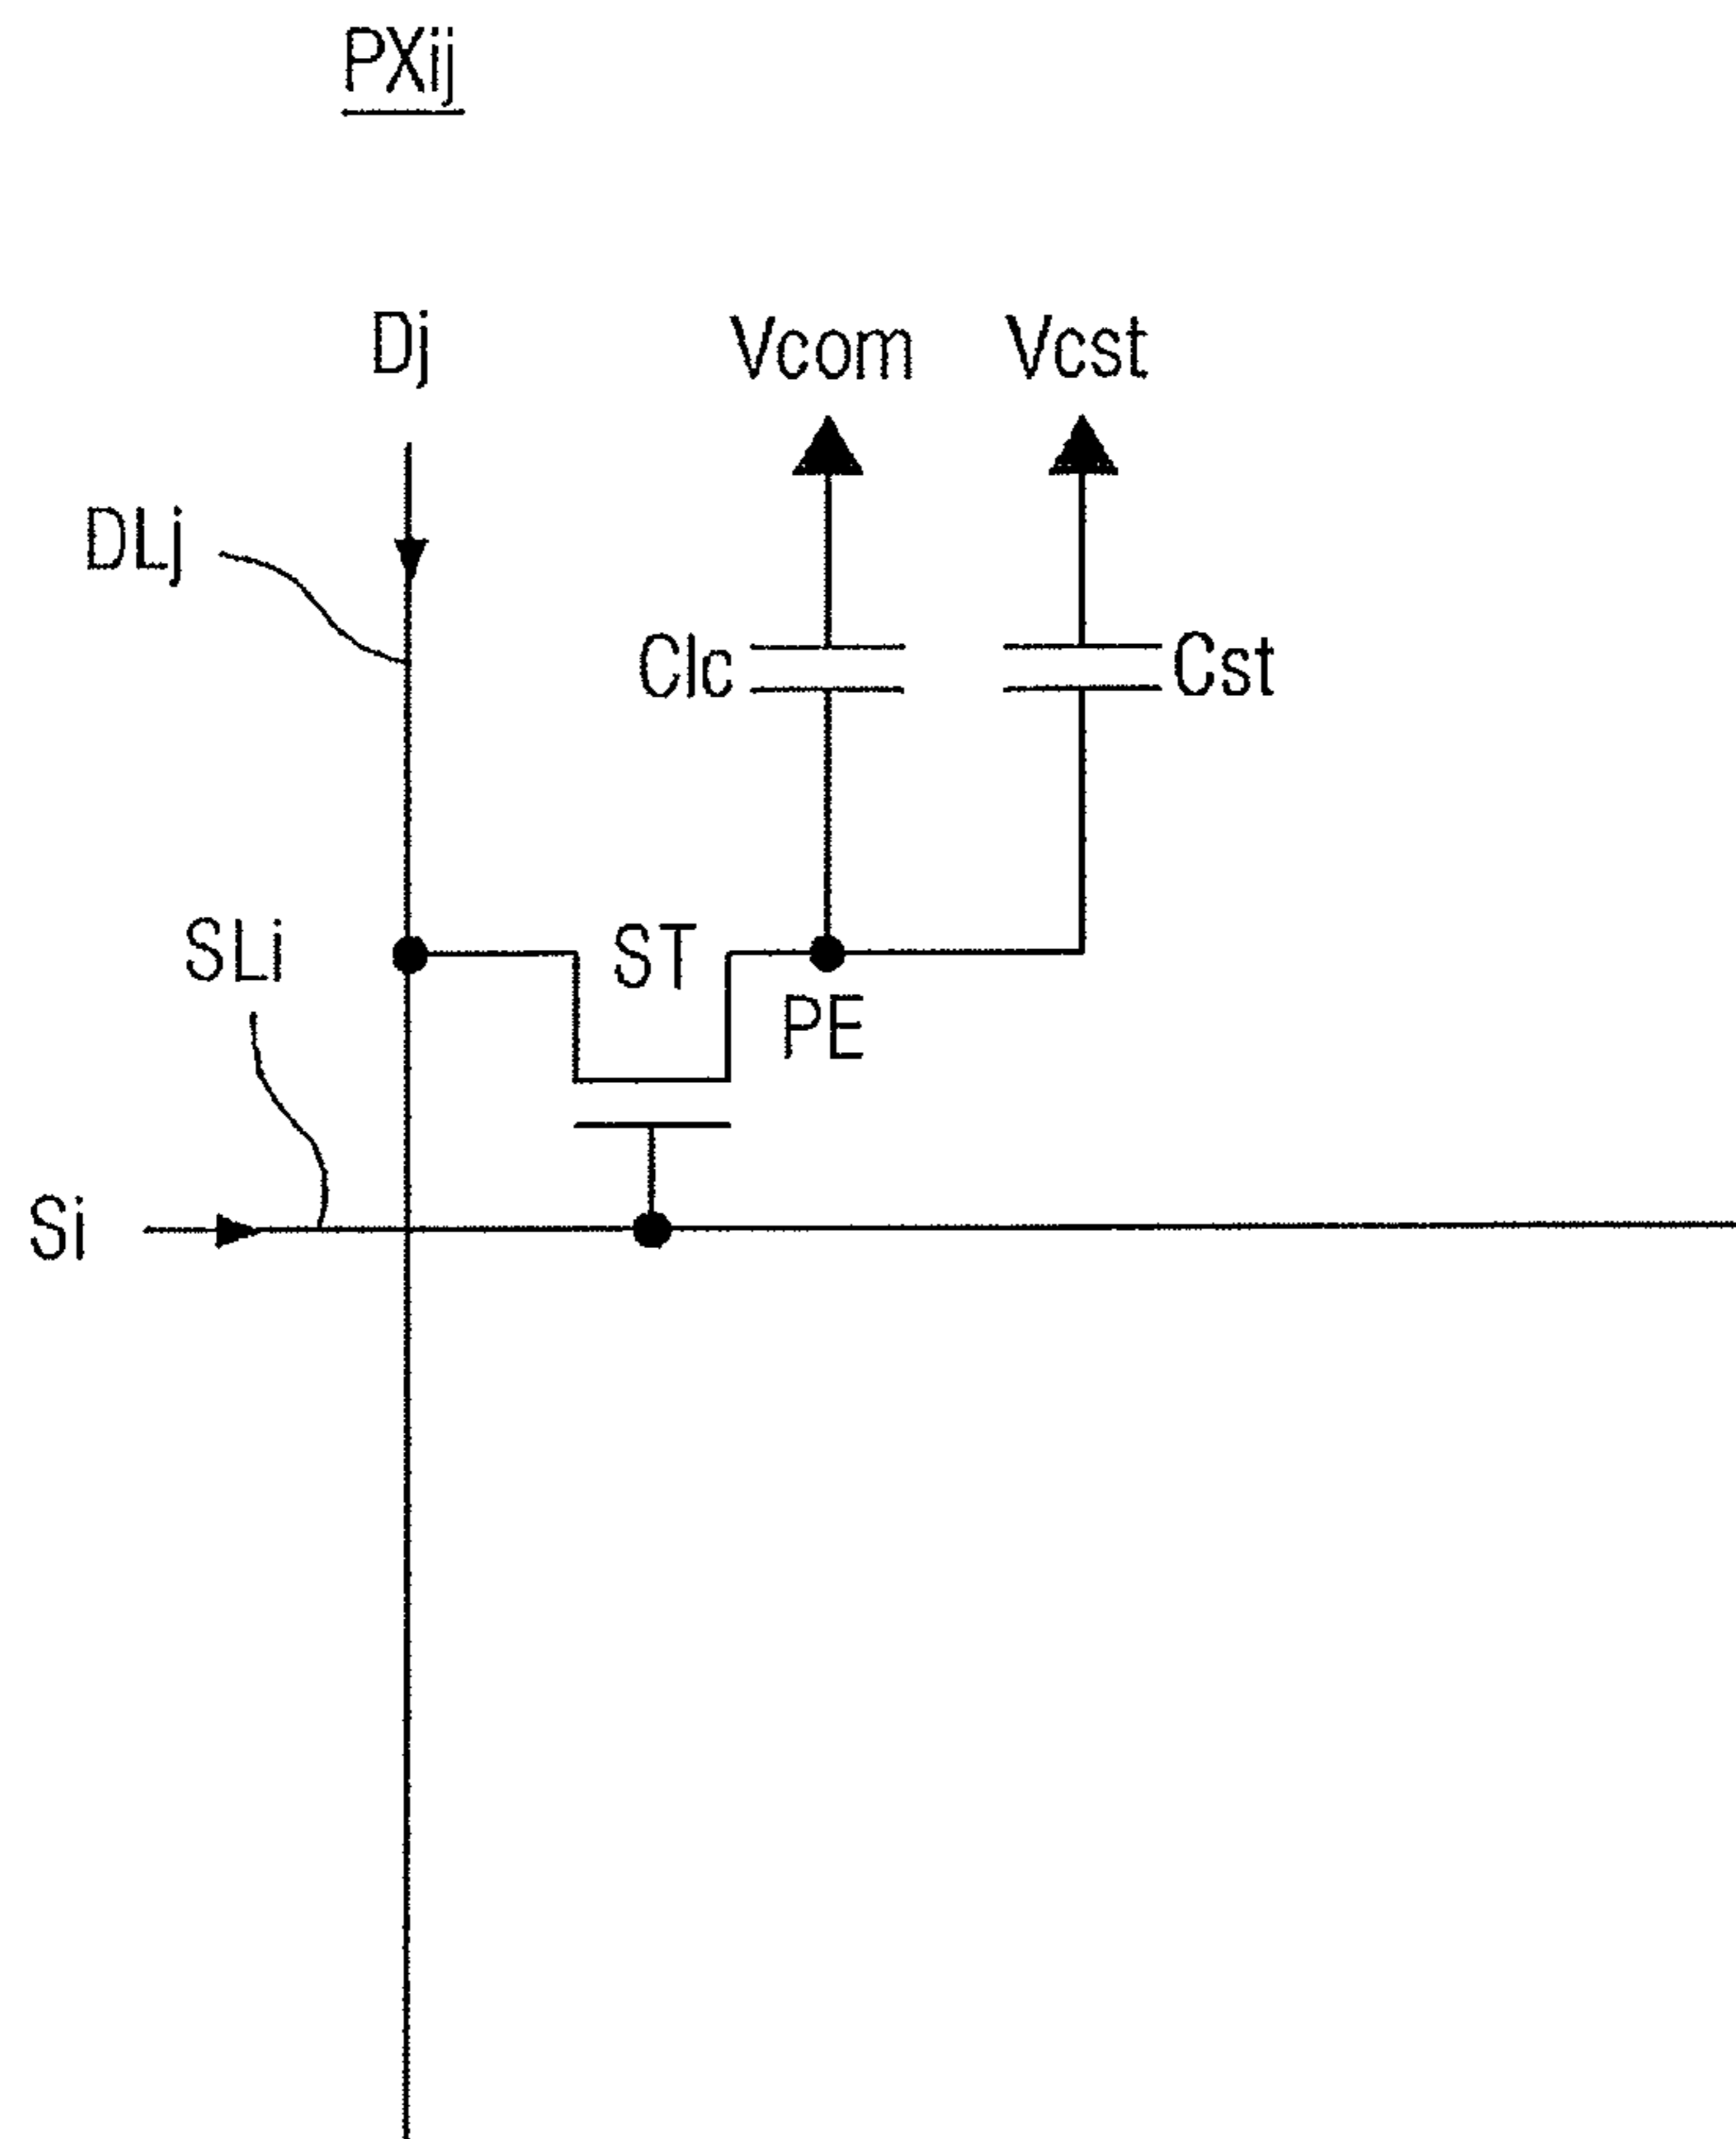 PXij
Dj
Vcom
Vcst
DLj
Clc
Cst
SLi
ST
PE
Si